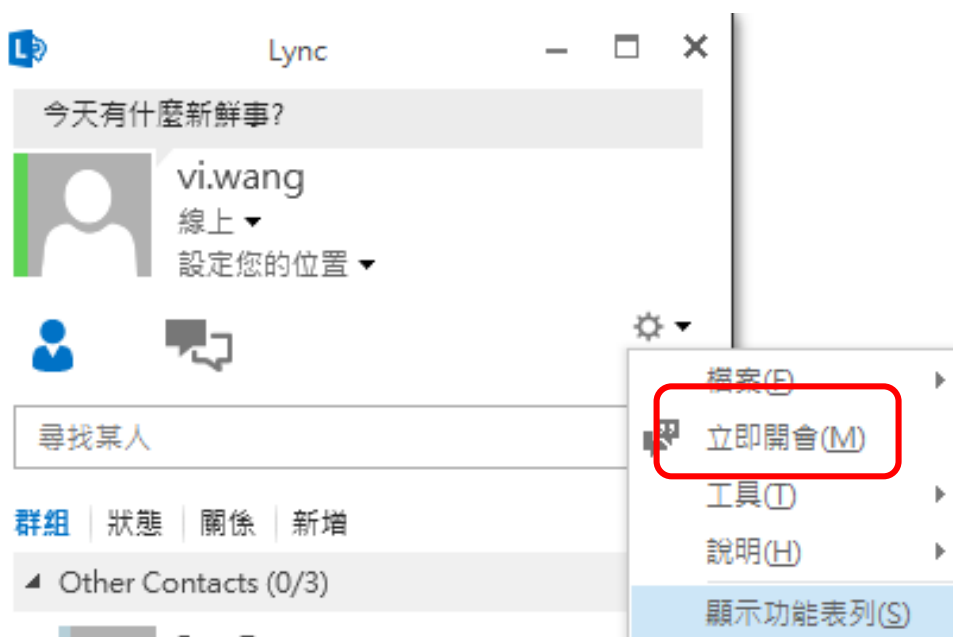 Lync
今天有什麼新鮮事?
vi.wang
線上
設定您的位置
檔案(F)
尋找某人
立即開會(M)
工具(T)
群組 狀態 關係 新增
說明(H)
Other Contacts (0/3)
顯示功能表列(S)